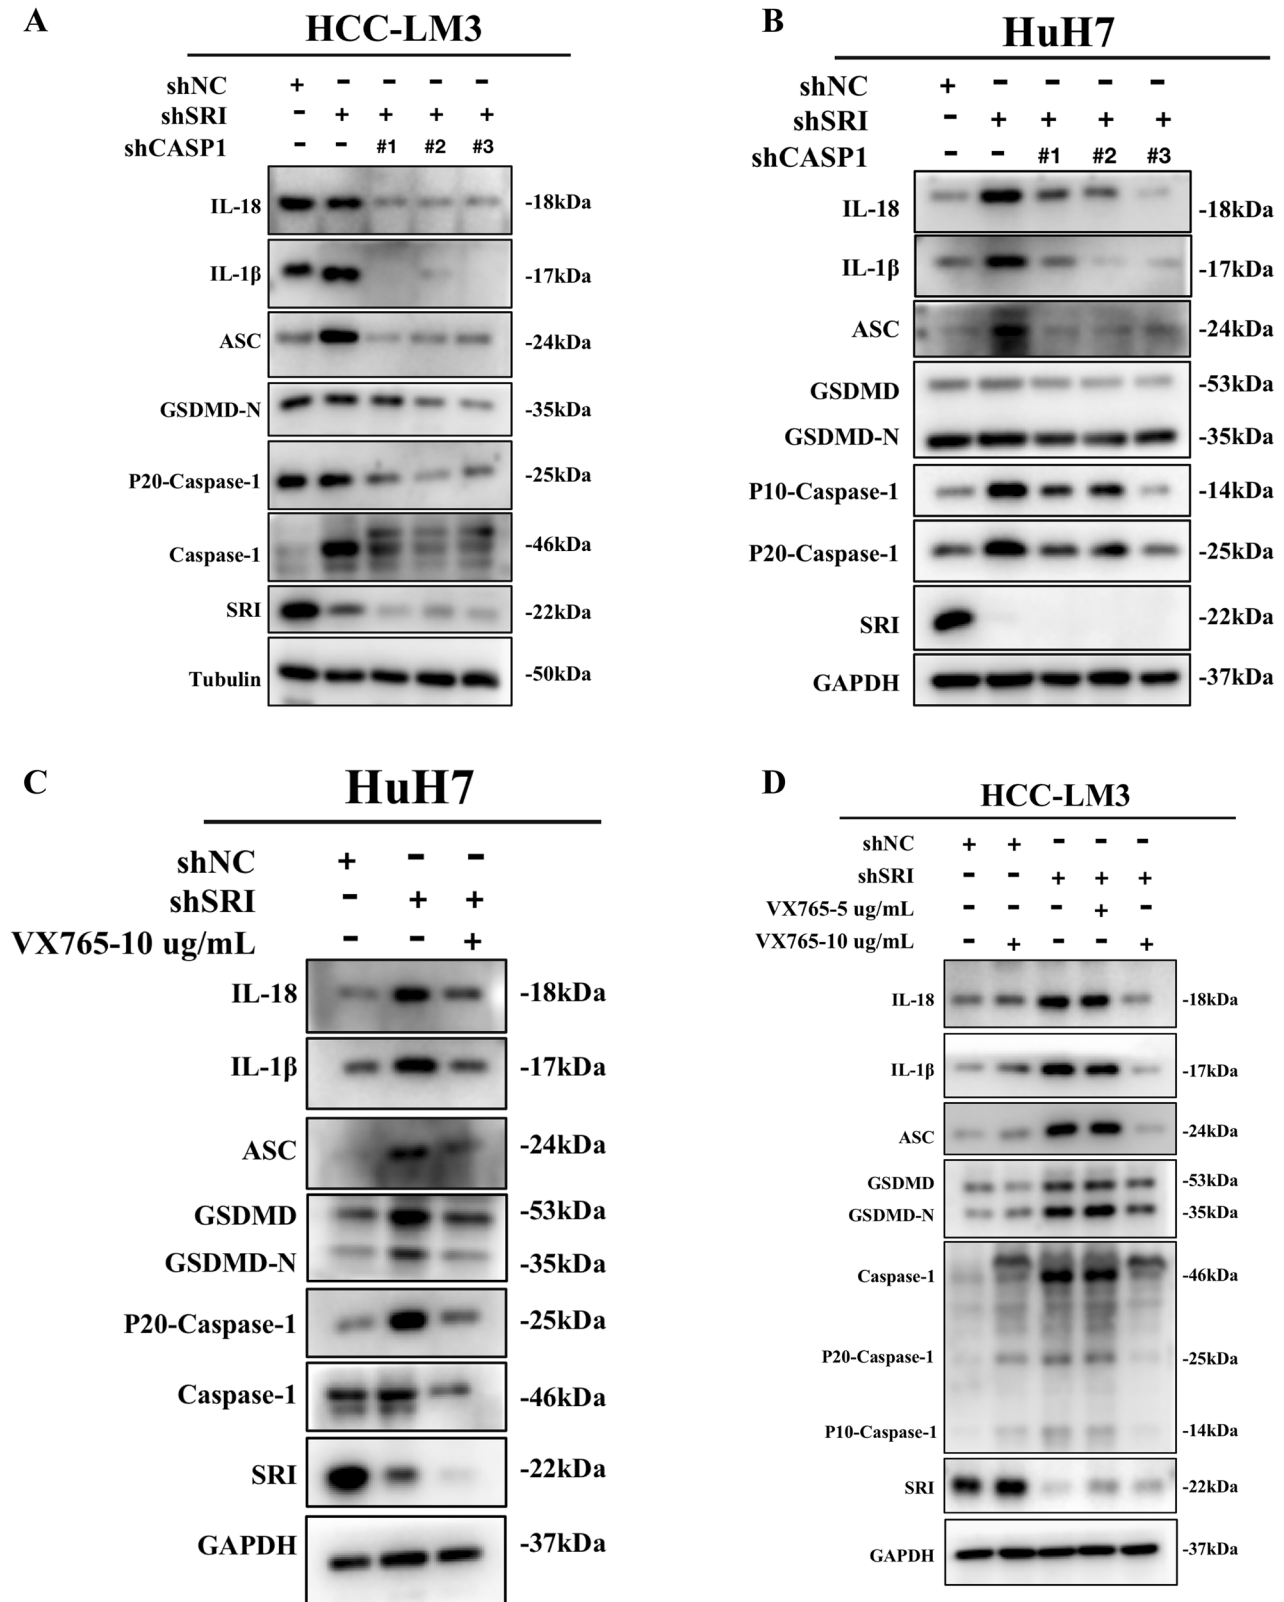 A
HCC-LM3
shNC + - - - -
shSRI - + + + +
shCASP1 - - #1 #2 #3
IL-18 -18kDa
IL-1β -17kDa
ASC -24kDa
GSDMD-N -35kDa
P20-Caspase-1 -25kDa
Caspase-1 -46kDa
SRI -22kDa
Tubulin -50kDa
B
HuH7
shNC + - - - -
shSRI - + + + +
shCASP1 - - #1 #2 #3
IL-18 -18kDa
IL-1β -17kDa
ASC -24kDa
GSDMD -53kDa
GSDMD-N -35kDa
P10-Caspase-1 -14kDa
P20-Caspase-1 -25kDa
SRI -22kDa
GAPDH -37kDa
C
HuH7
shNC + - -
shSRI - + +
VX765-10 ug/mL - - +
IL-18 -18kDa
IL-1β -17kDa
ASC -24kDa
GSDMD -53kDa
GSDMD-N -35kDa
P20-Caspase-1 -25kDa
Caspase-1 -46kDa
SRI -22kDa
GAPDH -37kDa
D
HCC-LM3
shNC + + - - -
shSRI - - + + +
VX765-5 ug/mL - - - + -
VX765-10 ug/mL - + - - +
IL-18 -18kDa
IL-1β -17kDa
ASC -24kDa
GSDMD -53kDa
GSDMD-N -35kDa
Caspase-1 -46kDa
P20-Caspase-1 -25kDa
P10-Caspase-1 -14kDa
SRI -22kDa
GAPDH -37kDa